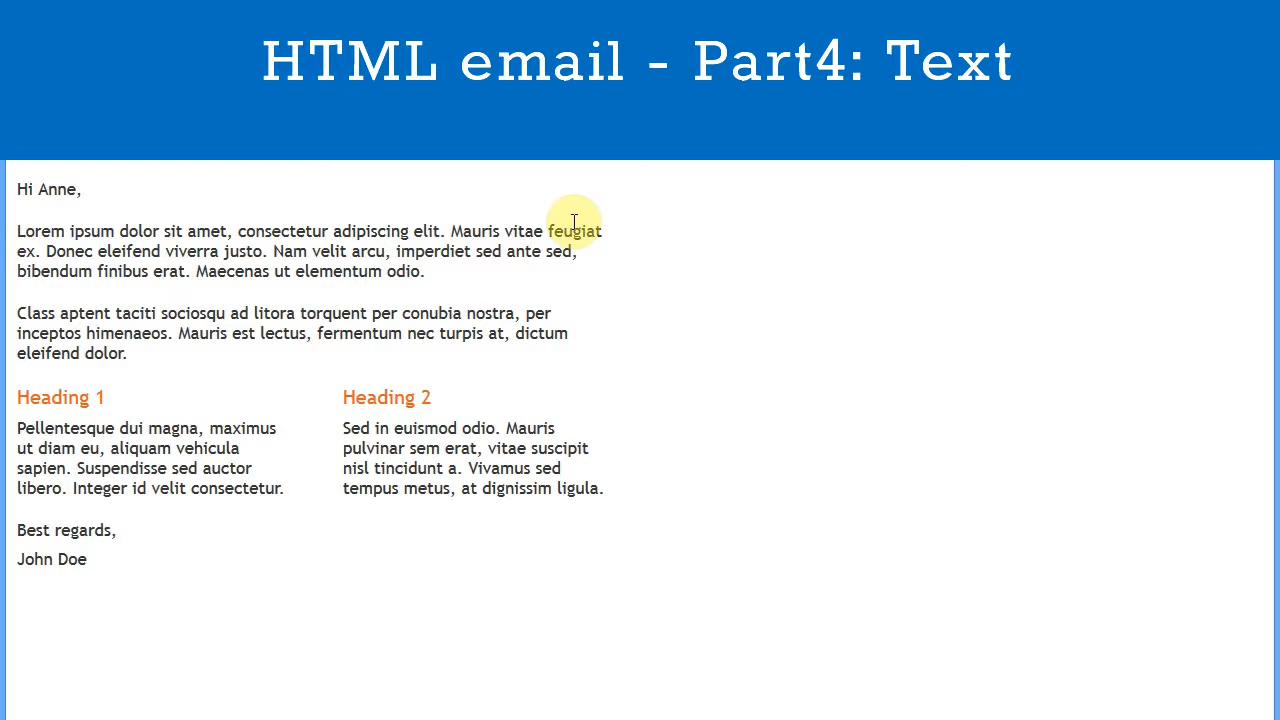 HTML email - Part4: Text
Hi Anne,
Lorem ipsum dolor sit amet, consectetur adipiscing elit. Mauris vitae feugiat
ex. Donec eleifend viverra justo. Nam velit arcu, imperdiet sed ante sed,
bibendum finibus erat. Maecenas ut elementum odio.
Class aptent taciti sociosqu ad litora torquent per conubia nostra, per
inceptos himenaeos. Mauris est lectus, fermentum nec turpis at, dictum
eleifend dolor.
Heading 1
Pellentesque dui magna, maximus
ut diam eu, aliquam vehicula
sapien. Suspendisse sed auctor
libero. Integer id velit consectetur.
Heading 2
Sed in euismod odio. Mauris
pulvinar sem erat, vitae suscipit
nisl tincidunt a. Vivamus sed
tempus metus, at dignissim ligula.
Best regards,
John Doe